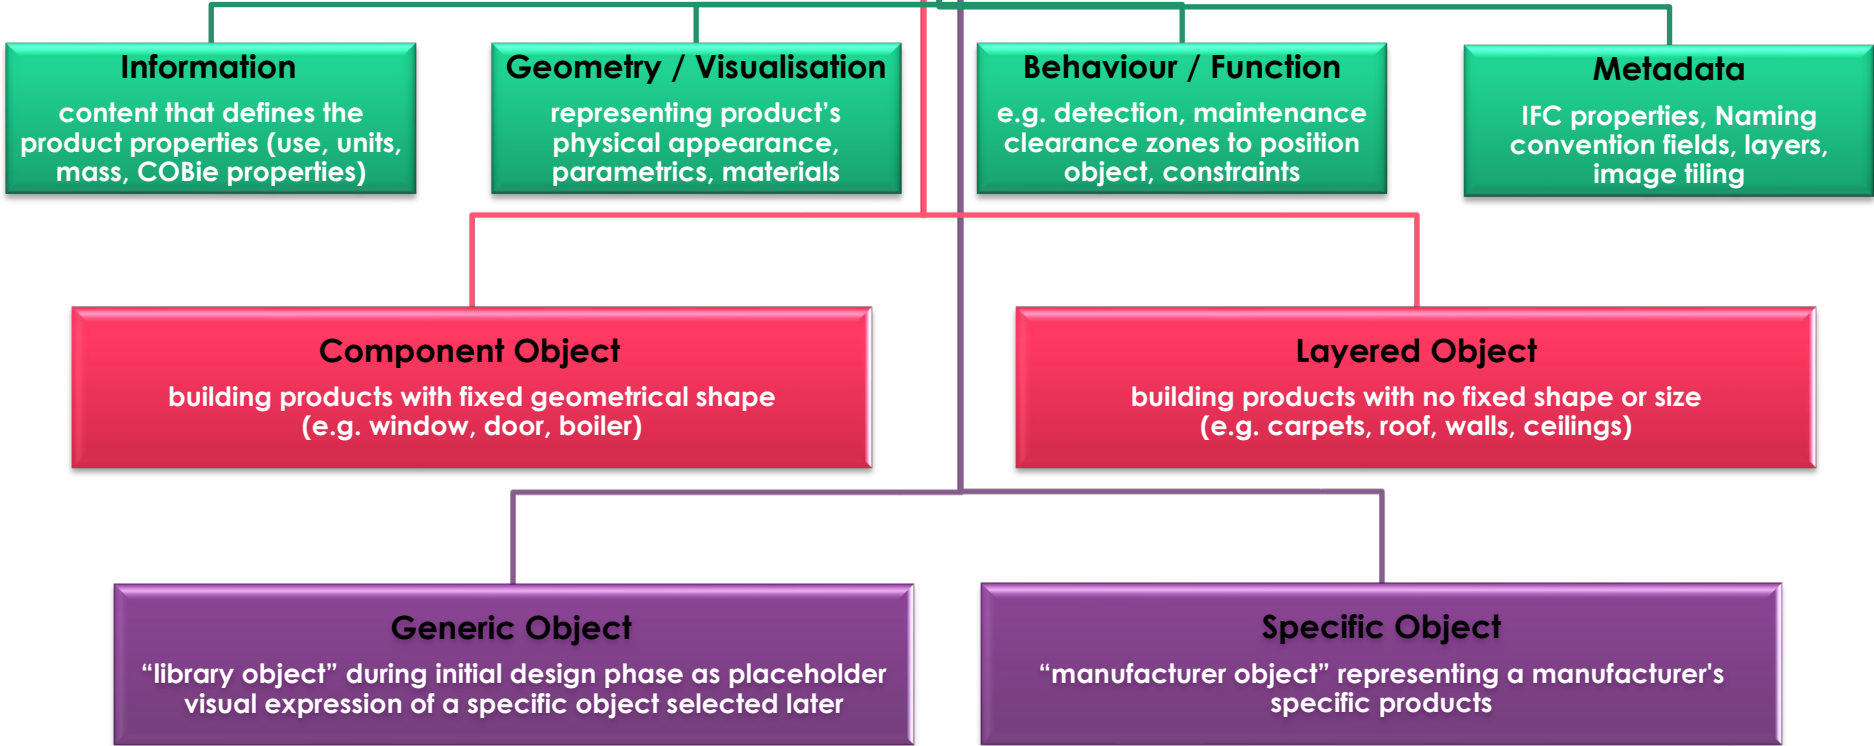 Information
content that defines the
product properties (use, units,
mass, COBie properties)
Geometry / Visualisation
representing product’s
physical appearance,
parametrics, materials
Behaviour / Function
e.g. detection, maintenance
clearance zones to position
object, constraints
Metadata
IFC properties, Naming
convention fields, layers,
image tiling
Component Object
building products with fixed geometrical shape
(e.g. window, door, boiler)
Layered Object
building products with no fixed shape or size
(e.g. carpets, roof, walls, ceilings)
Generic Object
“library object” during initial design phase as placeholder
visual expression of a specific object selected later
Specific Object
“manufacturer object” representing a manufacturer's
specific products